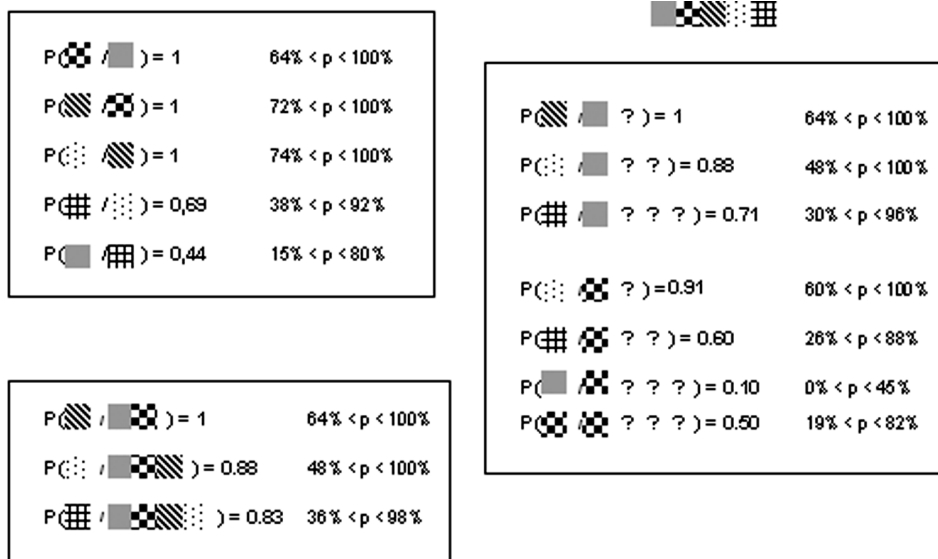 P( / ) = 1 64% < p < 100%
P( / ) = 1 72% < p < 100%
P( / ) = 1 74% < p < 100%
P( / ) = 0,69 38% < p < 92%
P( / ) = 0,44 15% < p < 80%
P( / ) = 1 64% < p < 100%
P( / ) = 0.88 48% < p < 100%
P( / ) = 0.83 36% < p < 98%
P( / ? ) = 1 64% < p < 100%
P( / ? ? ) = 0.88 48% < p < 100%
P( / ? ? ? ) = 0.71 30% < p < 96%
P( / ? ) =0.91 60% < p < 100%
P( / ? ? ) = 0.60 26% < p < 88%
P( / ? ? ? ) = 0.10 0% < p < 45%
P( / ? ? ? ) = 0.50 19% < p < 82%